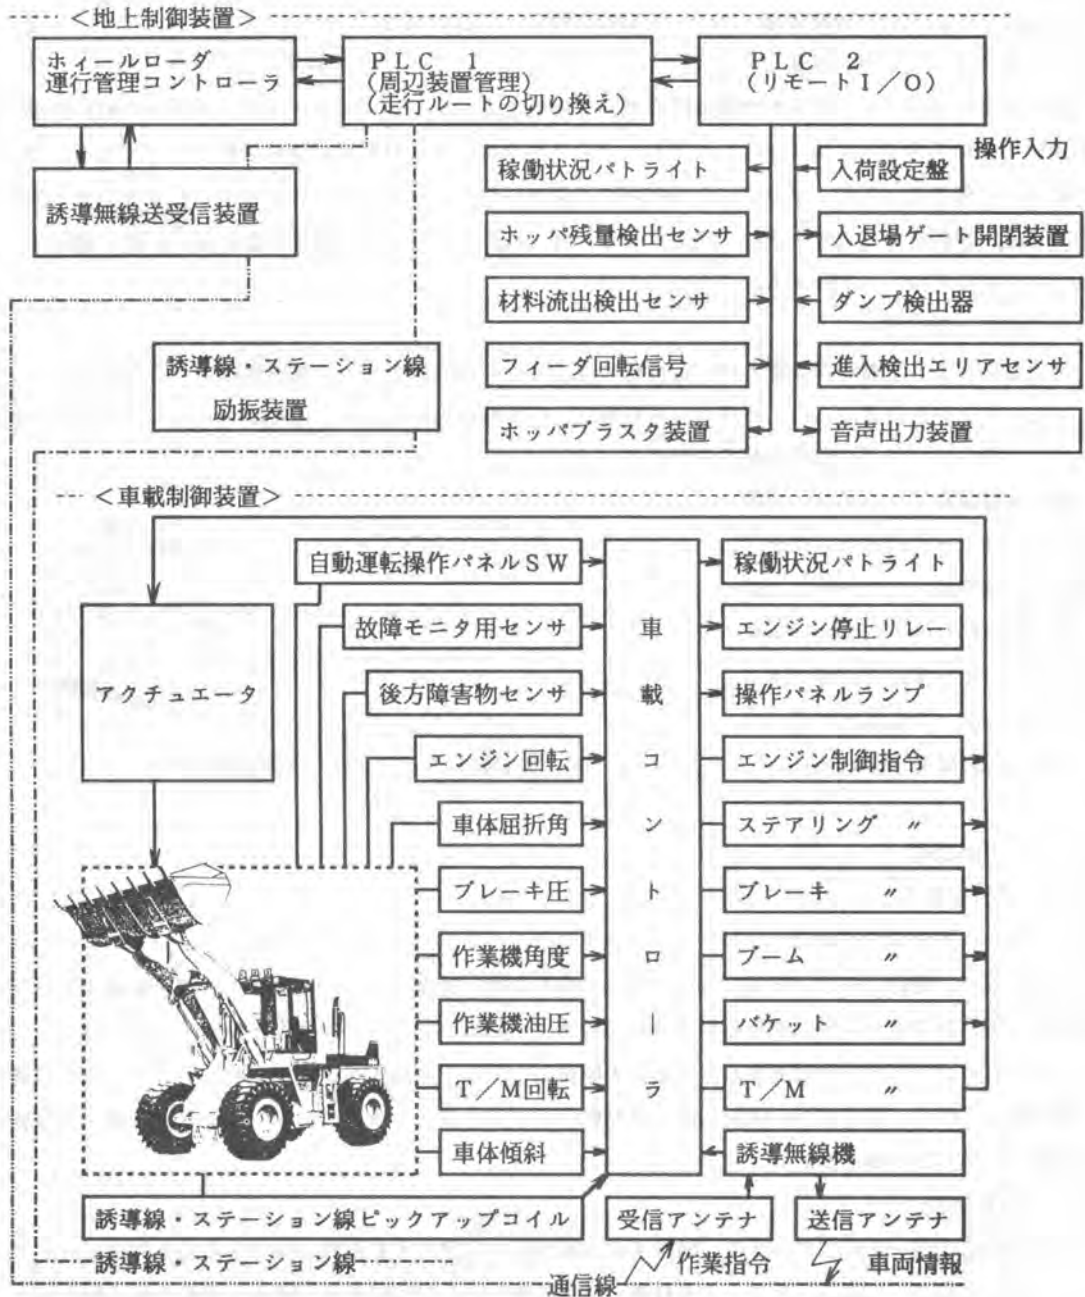 ＜地上制御装置＞
ホィールローダ
運行管理コントローラ
ＰＬＣ　１
（周辺装置管理）
（走行ルートの切り換え）
ＰＬＣ　２
（リモートＩ／Ｏ）
誘導無線送受信装置
操作入力
稼働状況パトライト
入荷設定盤
ホッパ残量検出センサ
入退場ゲート開閉装置
材料流出検出センサ
ダンプ検出器
フィーダ回転信号
進入検出エリアセンサ
ホッパブラスタ装置
音声出力装置
誘導線・ステーション線
励振装置
＜車載制御装置＞
アクチュエータ
自動運転操作パネルＳＷ
故障モニタ用センサ
後方障害物センサ
エンジン回転
車体屈折角
ブレーキ圧
作業機角度
作業機油圧
Ｔ／Ｍ回転
車体傾斜
車載コントローラ
稼働状況パトライト
エンジン停止リレー
操作パネルランプ
エンジン制御指令
ステアリング　〃
ブレーキ　〃
ブーム　〃
バケット　〃
Ｔ／Ｍ　〃
誘導無線機
誘導線・ステーション線ピックアップコイル
受信アンテナ
送信アンテナ
誘導線・ステーション線
作業指令
車両情報
通信線